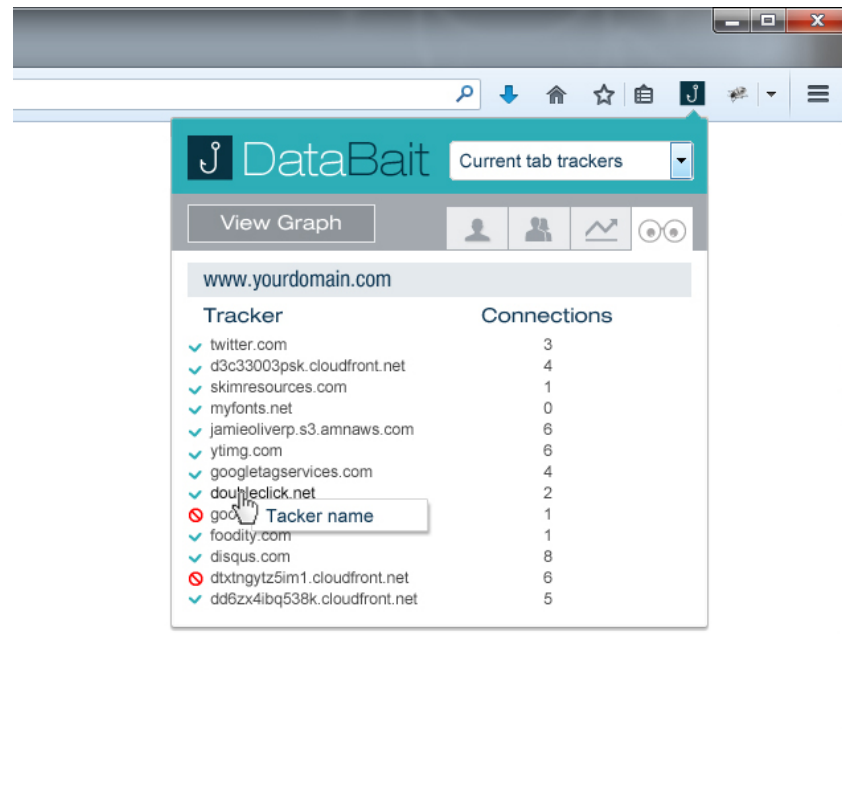 DataBait
Current tab trackers
View Graph
www.yourdomain.com
Tracker Connections
twitter.com 3
d3c33003psk.cloudfront.net 4
skimresources.com 1
myfonts.net 0
jamieoliverp.s3.amnaws.com 6
ytimg.com 6
googletagservices.com 4
doubleclick.net 2
Tacker name
1
foodity.com 1
disqus.com 8
dtxtngytz5im1.cloudfront.net 6
dd6zx4ibq538k.cloudfront.net 5